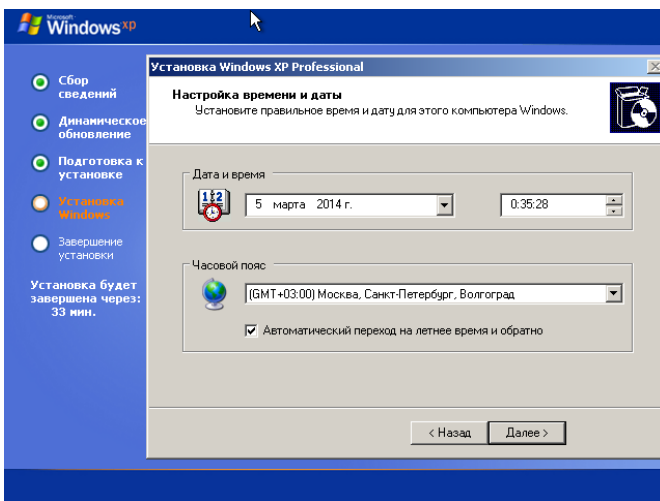 Microsoft
Windows xp
Сбор
сведений
Динамическое
обновление
Подготовка к
установке
Установка
Windows
Завершение
установки
Установка будет
завершена через:
33 мин.
Установка Windows XP Professional
Настройка времени и даты
Установите правильное время и дату для этого компьютера Windows.
Дата и время
5 марта 2014 г.
0:35:28
Часовой пояс
(GMT+03:00) Москва, Санкт-Петербург, Волгоград
Автоматический переход на летнее время и обратно
< Назад
Далее >